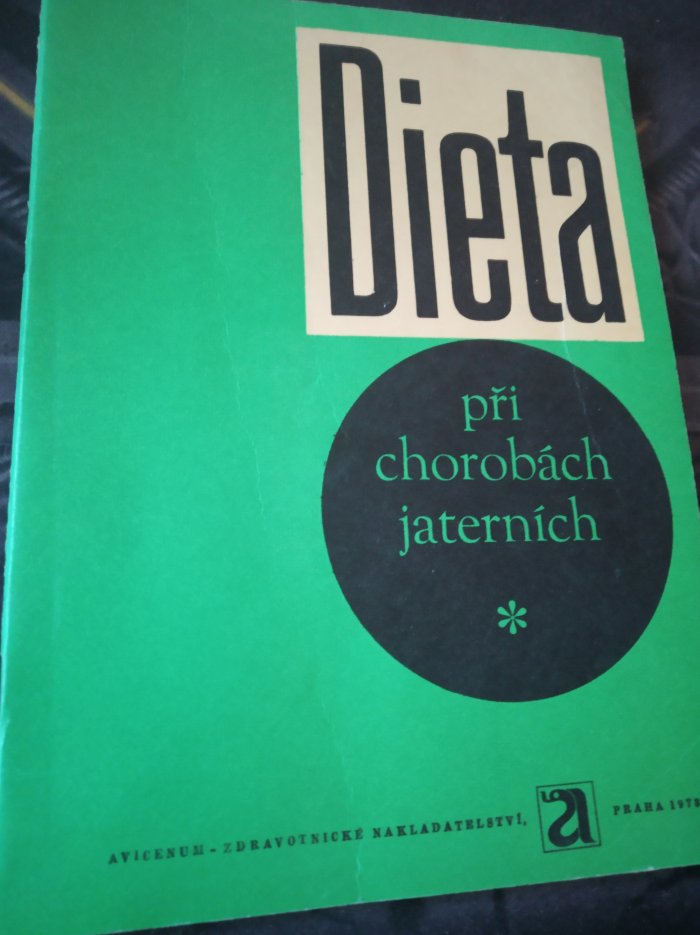 Dieta
při
chorobách
jaterních
*
AVICENUM - ZDRAVOTNICKÉ NAKLADATELSTVÍ, a PRAHA